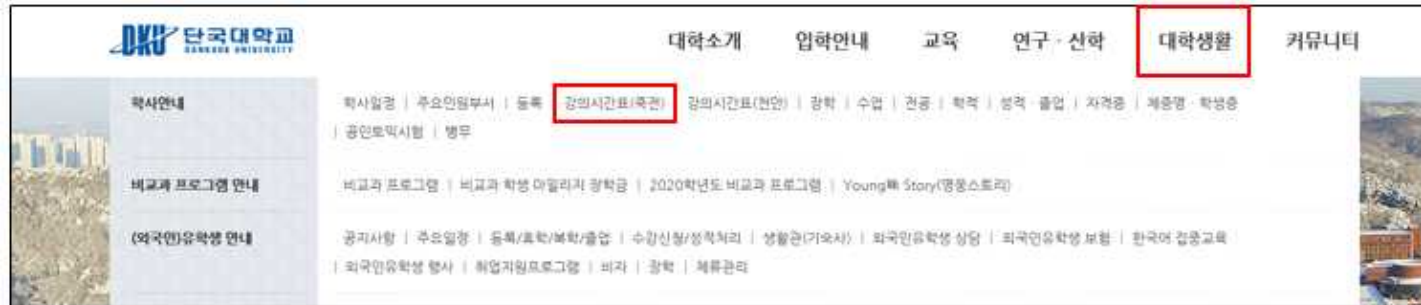 DKU 단국대학교
DANKOOK UNIVERSITY
대학소개 입학안내 교육 연구 · 산학 대학생활 커뮤니티
학사안내
학사일정 | 주요민원부서 | 등록 | 강의시간표(죽전) | 강의시간표(천안) | 장학 | 수업 | 전공 | 학적 | 성적 · 졸업 | 자격증 | 제증명 · 학생증
| 공인토익시험 | 병무
비교과 프로그램 안내
비교과 프로그램 | 비교과 학생 마일리지 장학금 | 2020학년도 비교과 프로그램 | Young熊 Story(영웅스토리)
(외국인)유학생 안내
공지사항 | 주요일정 | 등록/휴학/복학/졸업 | 수강신청/성적처리 | 생활관(기숙사) | 외국인유학생 상담 | 외국인유학생 보험 | 한국어 집중교육
| 외국인유학생 행사 | 취업지원프로그램 | 비자 | 장학 | 체류관리